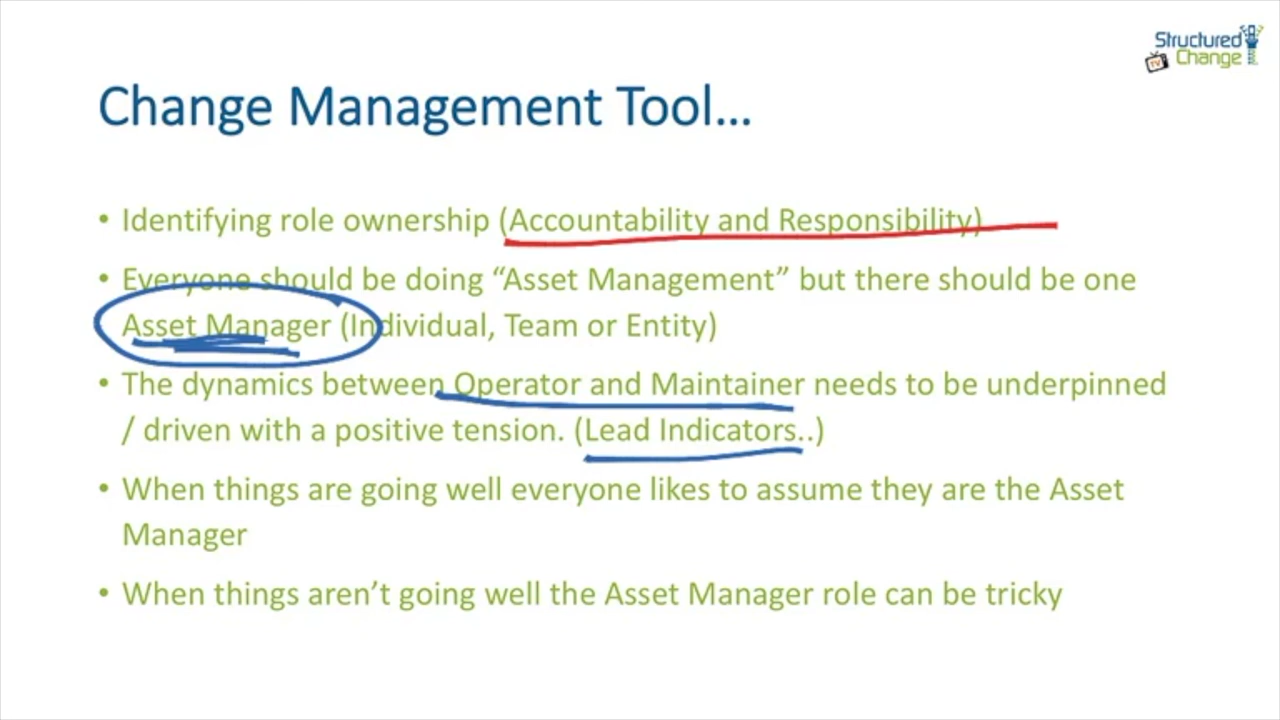 Structured
TV Change
Change Management Tool...
• Identifying role ownership (Accountability and Responsibility)
• Everyone should be doing “Asset Management” but there should be one
Asset Manager (Individual, Team or Entity)
• The dynamics between Operator and Maintainer needs to be underpinned
/ driven with a positive tension. (Lead Indicators..)
• When things are going well everyone likes to assume they are the Asset
Manager
• When things aren’t going well the Asset Manager role can be tricky